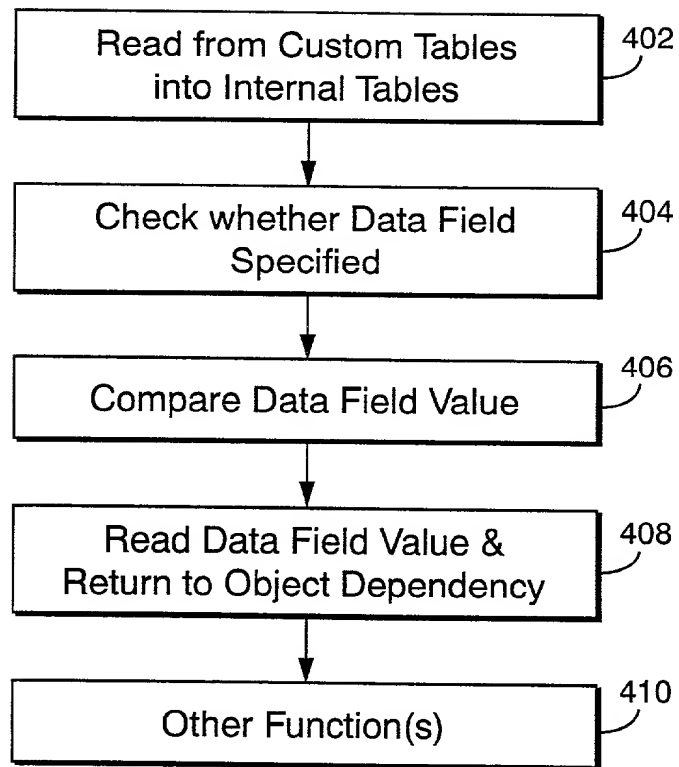 Read from Custom Tables
into Internal Tables
402
Check whether Data Field
Specified
404
Compare Data Field Value
406
Read Data Field Value &
Return to Object Dependency
408
Other Function(s)
410